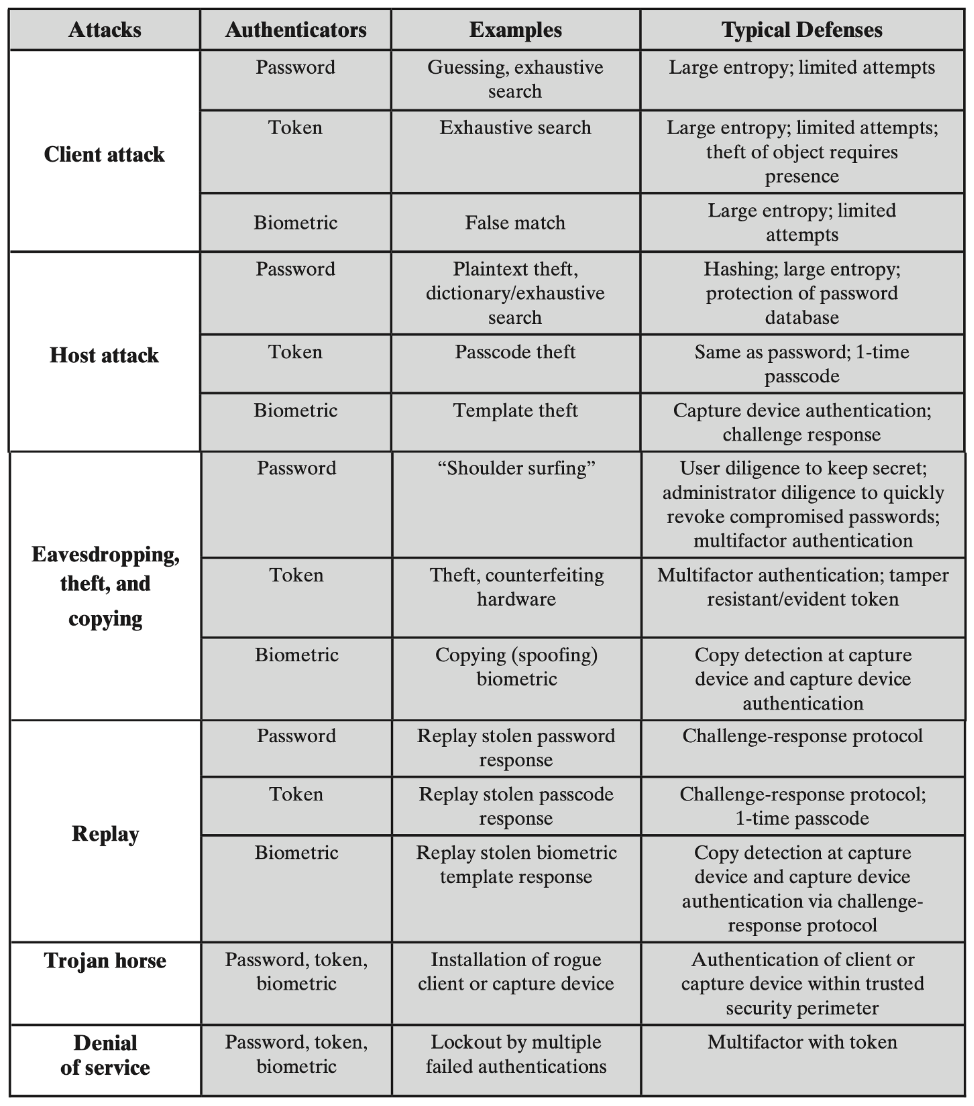 Attacks Authenticators Examples Typical Defenses
Client attack
Password
Guessing, exhaustive
search
Large entropy; limited attempts
Token
Exhaustive search
Large entropy; limited attempts;
theft of object requires
presence
Biometric
False match
Large entropy; limited
attempts
Host attack
Password
Plaintext theft,
dictionary/exhaustive
search
Hashing; large entropy;
protection of password
database
Token
Passcode theft
Same as password; 1-time
passcode
Biometric
Template theft
Capture device authentication;
challenge response
Eavesdropping,
theft, and
copying
Password
“Shoulder surfing”
User diligence to keep secret;
administrator diligence to quickly
revoke compromised passwords;
multifactor authentication
Token
Theft, counterfeiting
hardware
Multifactor authentication; tamper
resistant/evident token
Biometric
Copying (spoofing)
biometric
Copy detection at capture
device and capture device
authentication
Replay
Password
Replay stolen password
response
Challenge-response protocol
Token
Replay stolen passcode
response
Challenge-response protocol;
1-time passcode
Biometric
Replay stolen biometric
template response
Copy detection at capture
device and capture device
authentication via challenge-
response protocol
Trojan horse
Password, token,
biometric
Installation of rogue
client or capture device
Authentication of client or
capture device within trusted
security perimeter
Denial
of service
Password, token,
biometric
Lockout by multiple
failed authentications
Multifactor with token